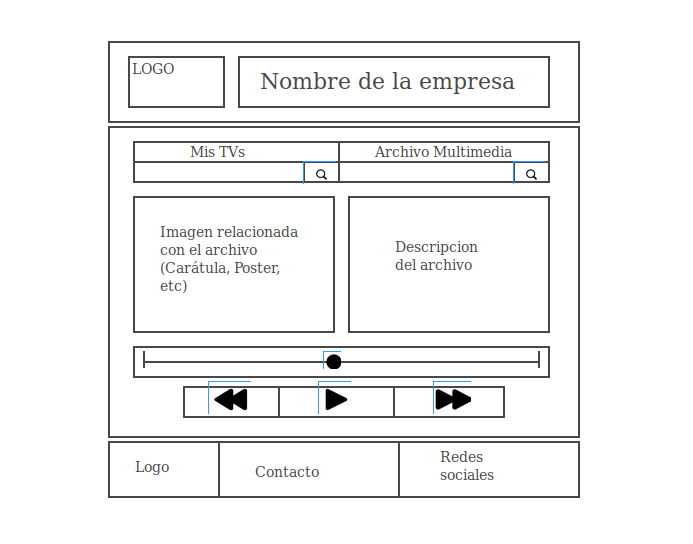 LOGO
Nombre de la empresa
Mis TVs
Archivo Multimedia
Imagen relacionada
con el archivo
(Carátula, Poster,
etc)
Descripcion
del archivo
Logo
Contacto
Redes
sociales